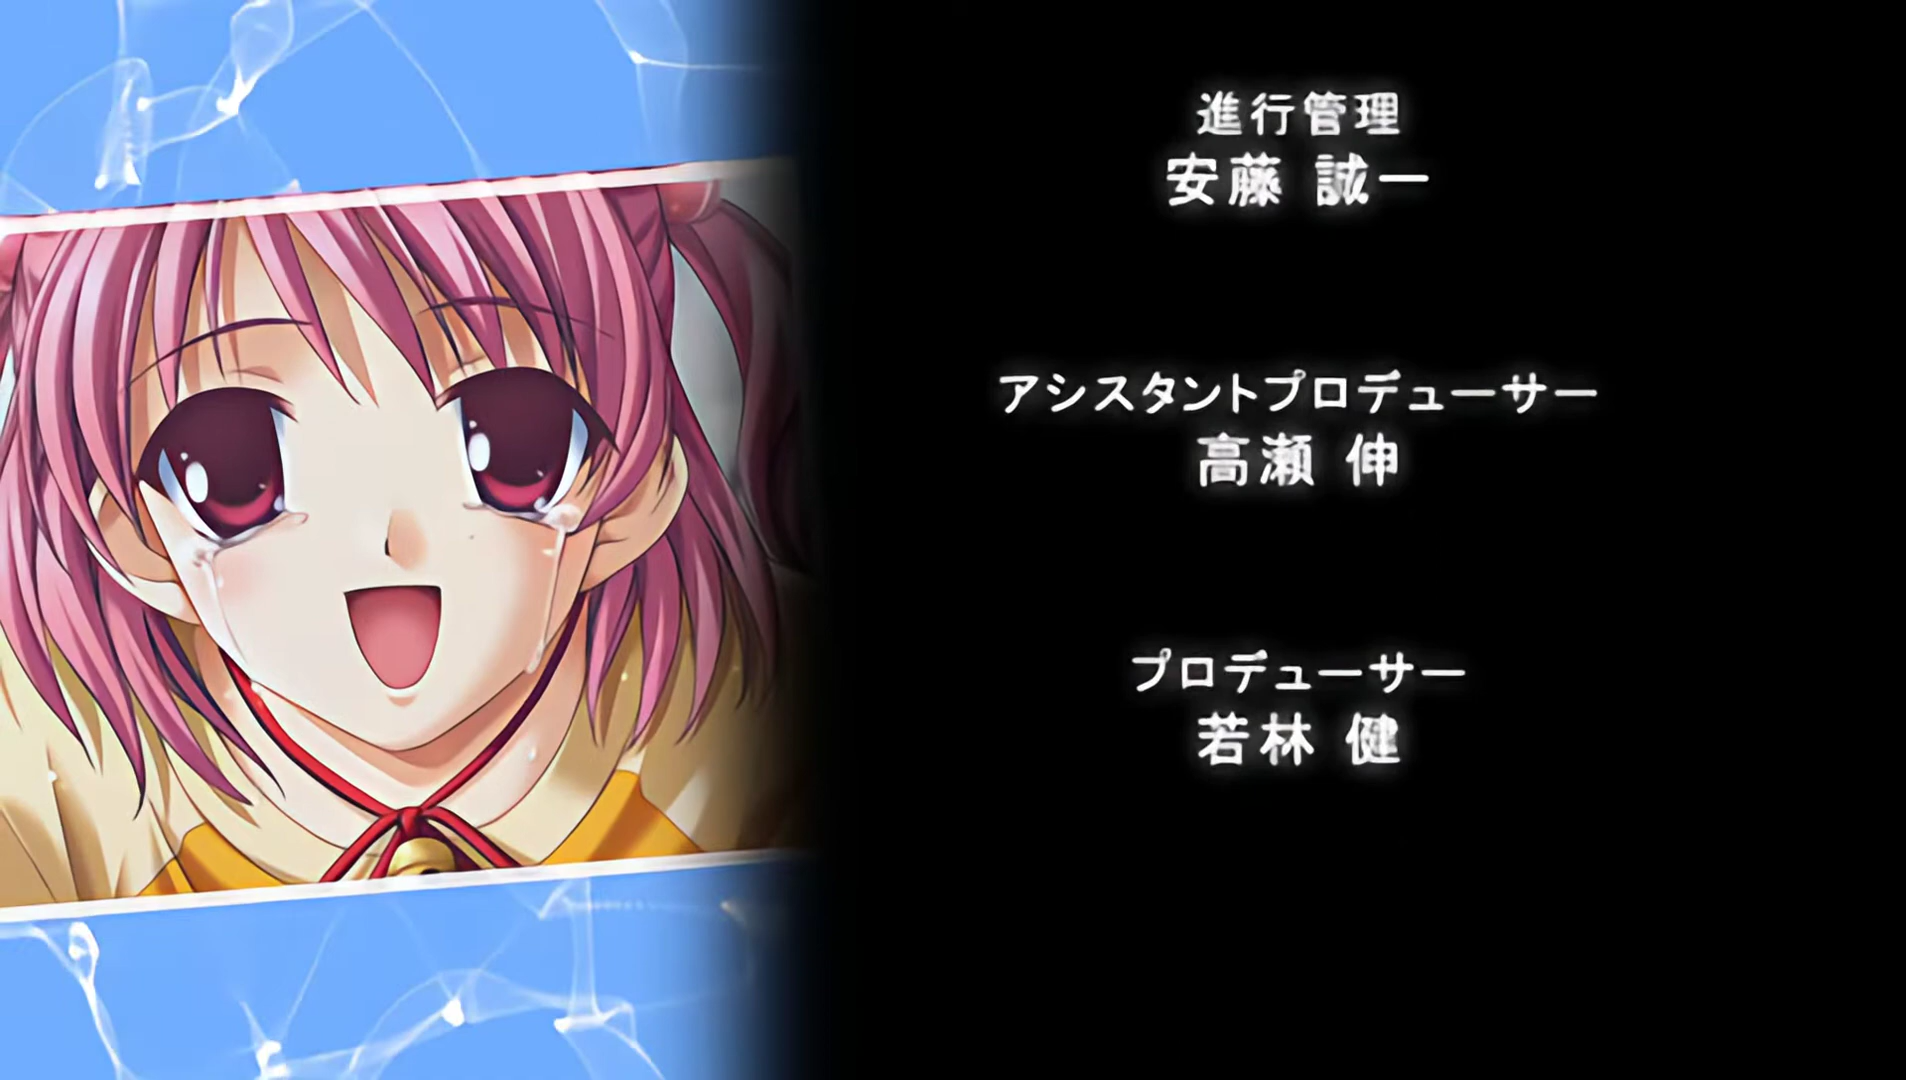 進行管理
安藤 誠一
アシスタントプロデューサー
高瀬 伸
プロデューサー
若林 健